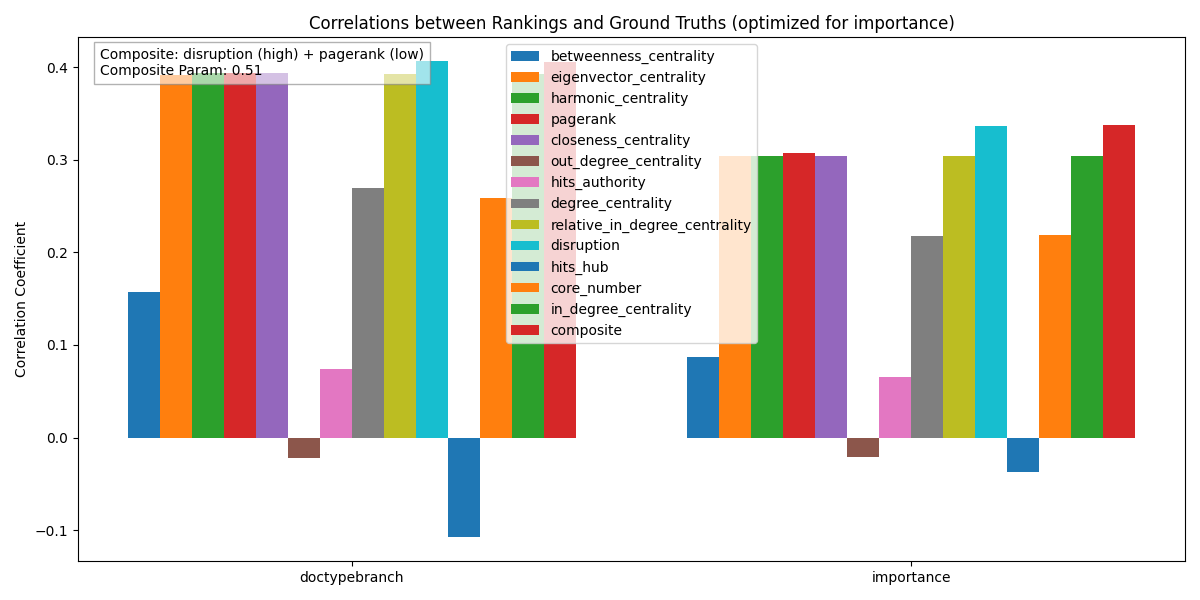 Correlations between Rankings and Ground Truths (optimized for importance)
Composite: disruption (high) + pagerank (low)
Composite Param: 0.51
betweenness_centrality
eigenvector_centrality
harmonic_centrality
pagerank
closeness_centrality
out_degree_centrality
hits_authority
degree_centrality
relative_in_degree_centrality
disruption
hits_hub
core_number
in_degree_centrality
composite
Correlation Coefficient
0.4
0.3
0.2
0.1
0.0
−0.1
doctypebranch
importance